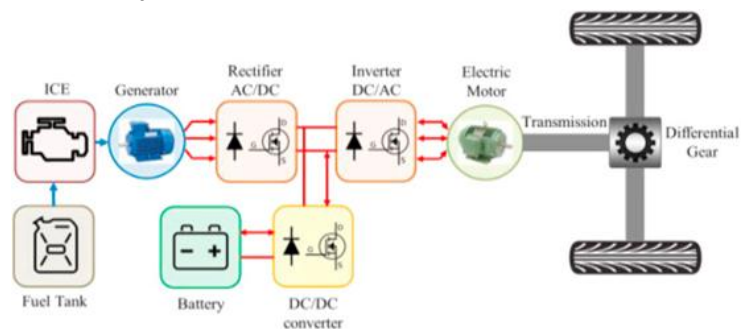 ICE
Generator
Rectifier
AC/DC
Inverter
DC/AC
Electric
Motor
Transmission
Differential
Gear
D
G
S
D
G
S
Fuel Tank
Battery
D
G
S
DC/DC
converter